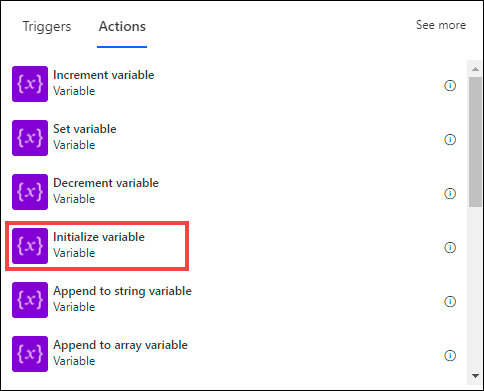 Triggers Actions See more
{x} Increment variable
Variable
{x} Set variable
Variable
{x} Decrement variable
Variable
{x} Initialize variable
Variable
{x} Append to string variable
Variable
{x} Append to array variable
Variable